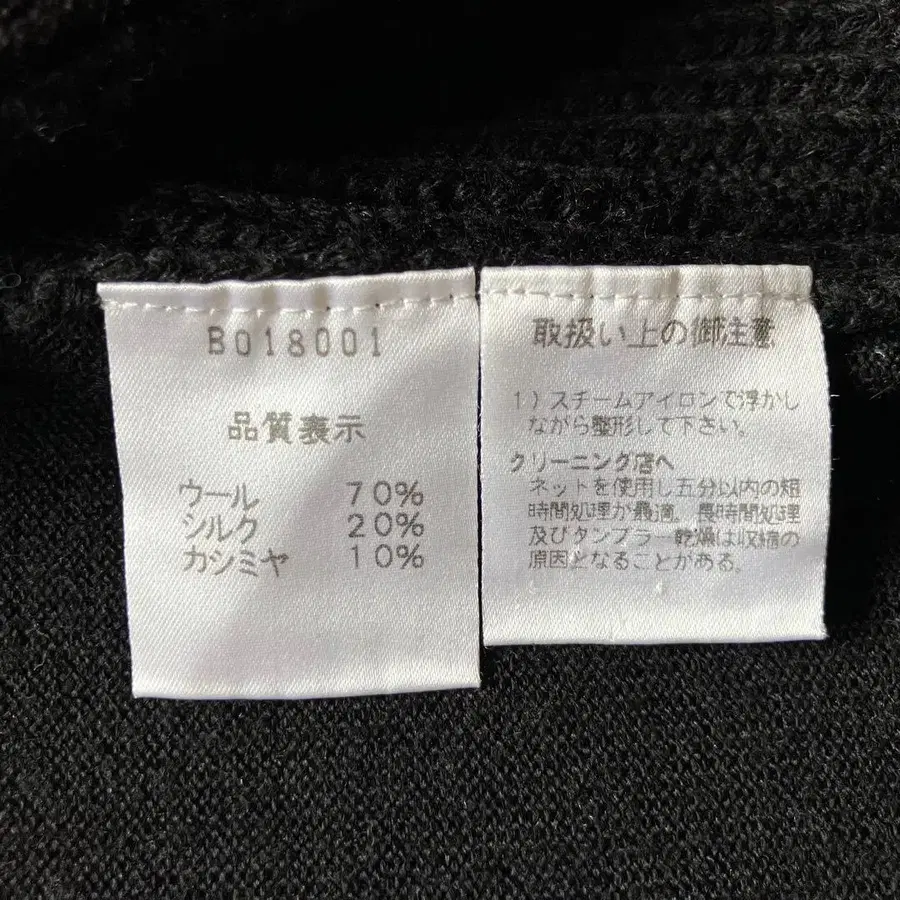 B018001
品質表示
ウール 70%
シルク 20%
カシミヤ 10%
取扱い上の御注意
1)スチームアイロンで浮かし
ながら整形して下さい。
クリーニング店へ
ネットを使用し五分以内の短
時間処理が最適。長時間処理
及びタンブラー乾燥は収縮の
原因となることがある。